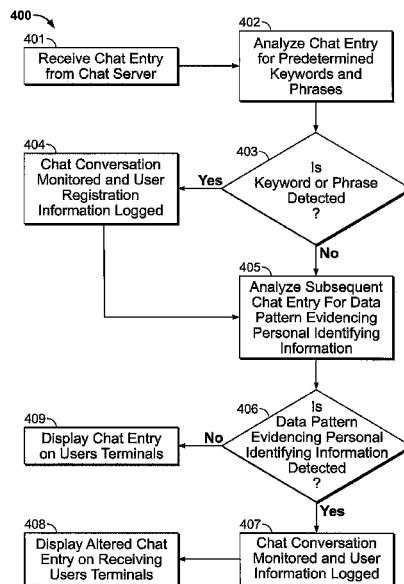 400
401
Receive Chat Entry
from Chat Server
402
Analyze Chat Entry
for Predetermined
Keywords and
Phrases
403
Is
Keyword or Phrase
Detected
?
Yes
No
404
Chat Conversation
Monitored and User
Registration
Information Logged
405
Analyze Subsequent
Chat Entry For Data
Pattern Evidencing
Personal Identifying
Information
406
Is
Data Pattern
Evidencing Personal
Identifying Information
Detected
?
No
Yes
409
Display Chat Entry
on Users Terminals
407
Chat Conversation
Monitored and User
Information Logged
408
Display Altered Chat
Entry on Receiving
Users Terminals